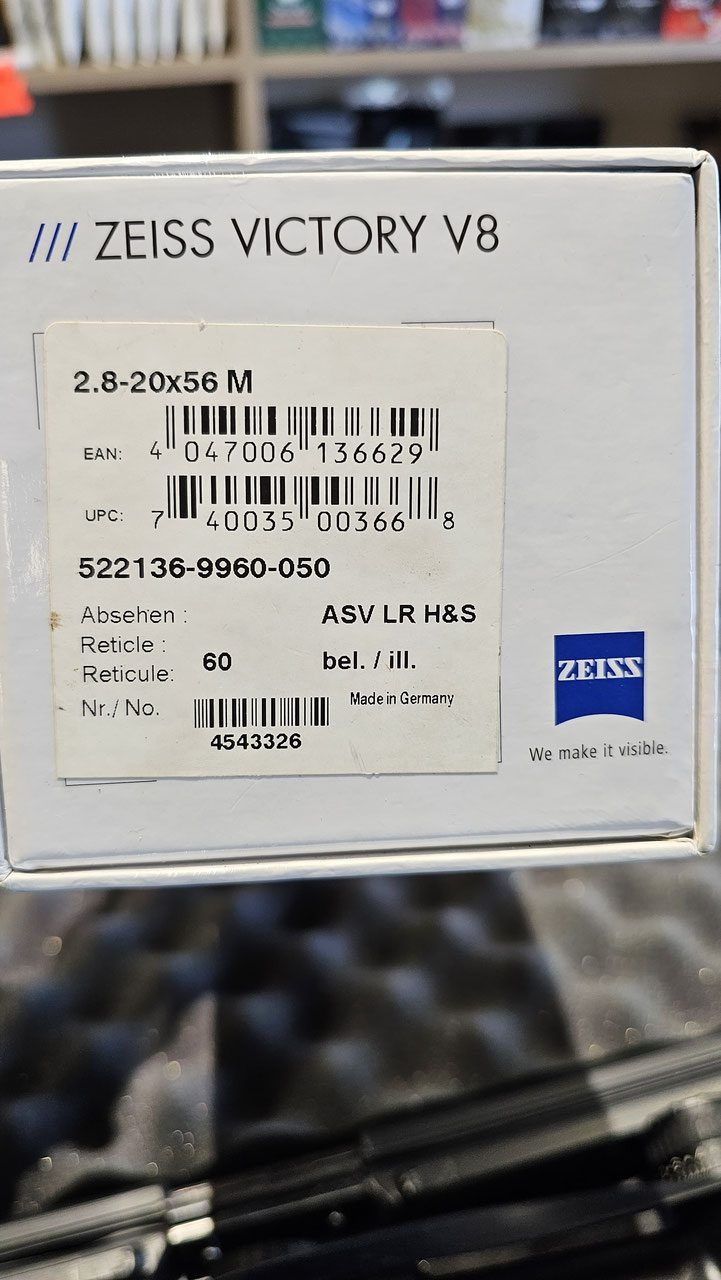 /// ZEISS VICTORY V8
2.8-20x56 M
EAN: 4 047006 136629
UPC: 7 40035 00366 8
522136-9960-050
Absehen : ASV LR H&S
Reticle :
Reticule: 60 bel. / ill.
Nr./ No. Made in Germany
4543326
ZEISS
We make it visible.